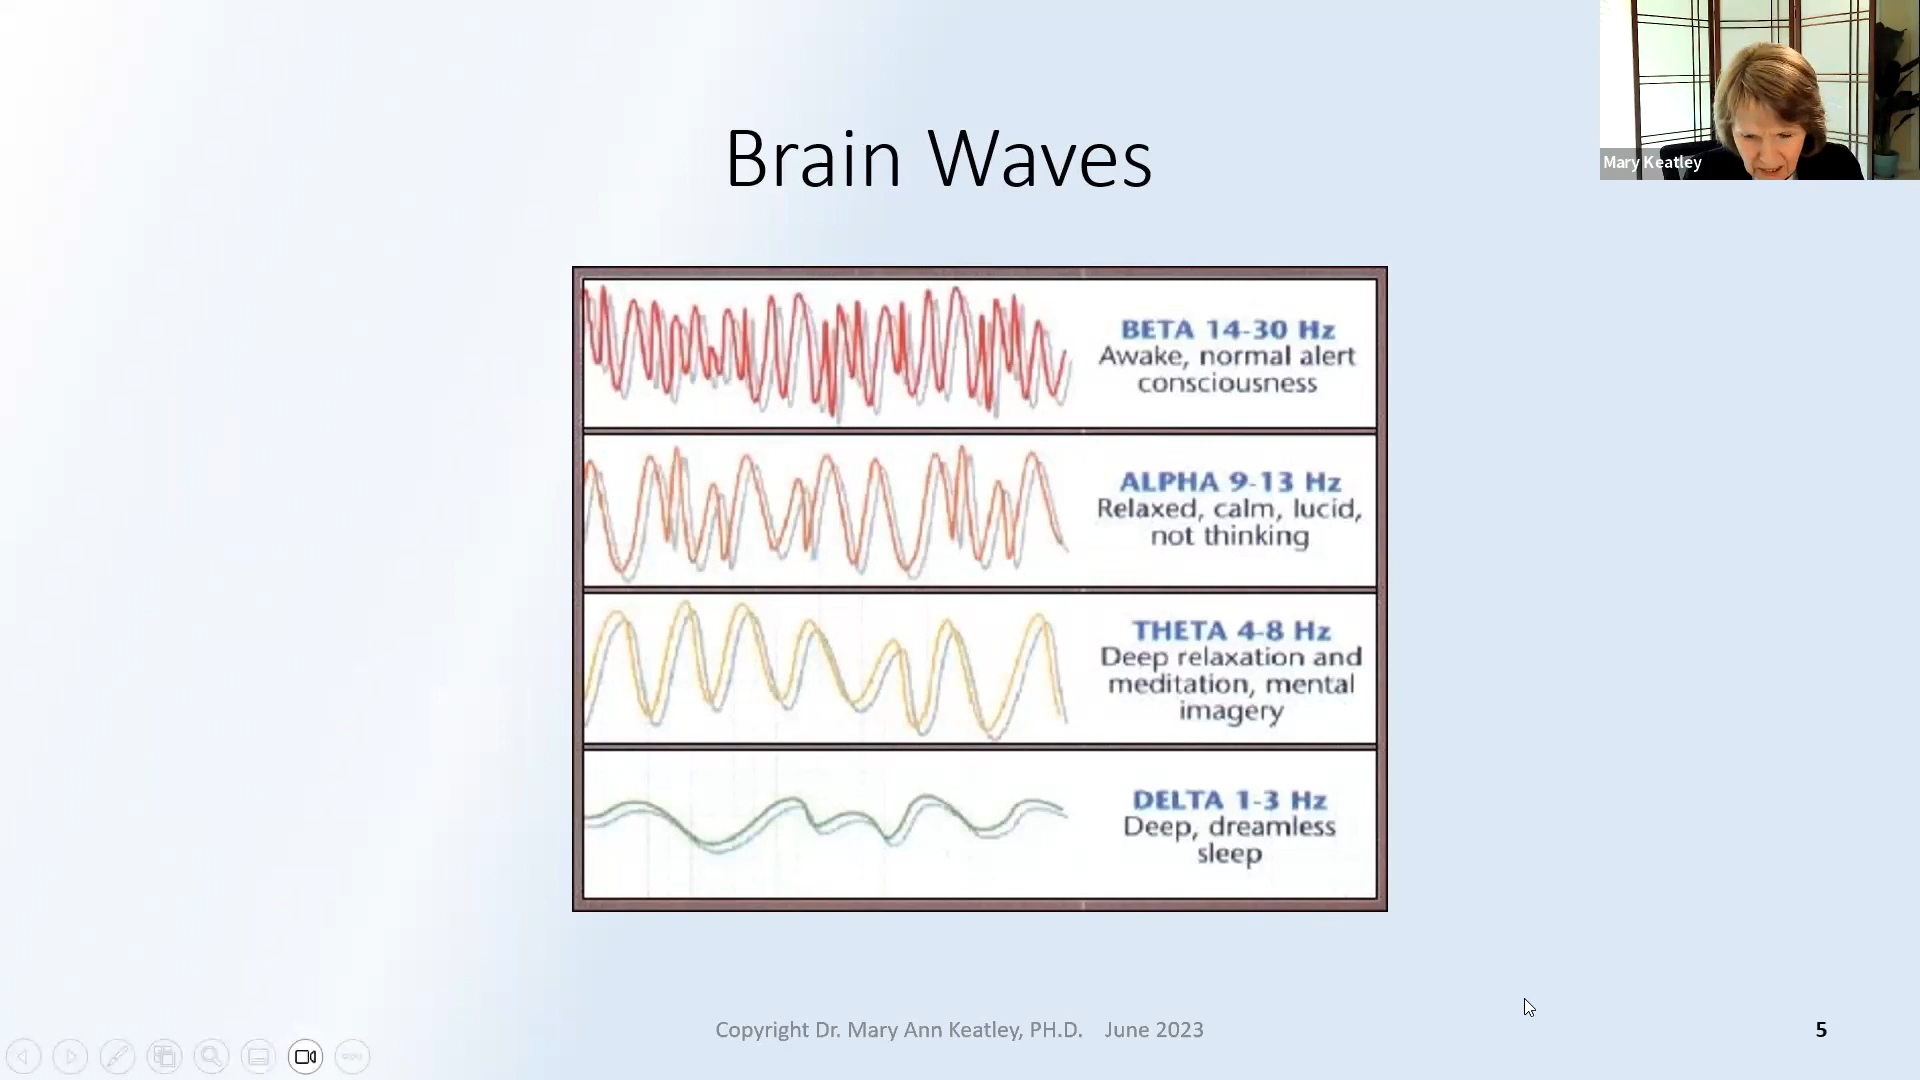 Brain Waves
Mary Keatley
BETA 14-30 Hz
Awake, normal alert
consciousness
ALPHA 9-13 Hz
Relaxed, calm, lucid,
not thinking
THETA 4-8 Hz
Deep relaxation and
meditation, mental
imagery
DELTA 1-3 Hz
Deep, dreamless
sleep
Copyright Dr. Mary Ann Keatley, PH.D. June 2023
5